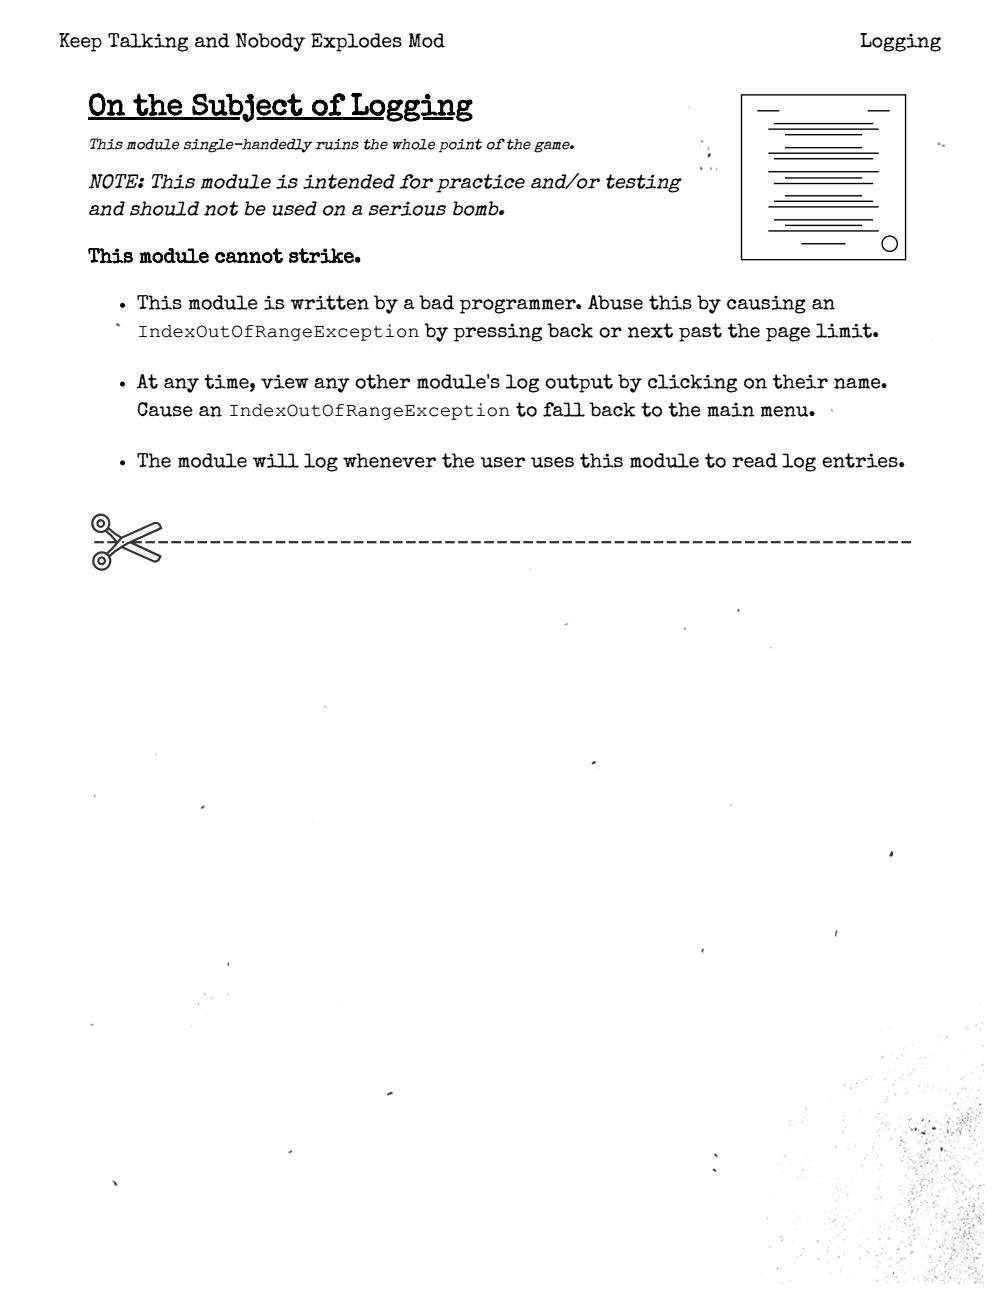 Keep Talking and Nobody Explodes Mod
Logging
On the Subject of Logging
This module single-handedly ruins the whole point of the game.
NOTE: This module is intended for practice and/or testing
and should not be used on a serious bomb.
This module cannot strike.
• This module is written by a bad programmer. Abuse this by causing an
IndexOutOfRangeException by pressing back or next past the page limit.
• At any time, view any other module's log output by clicking on their name.
Cause an IndexOutOfRangeException to fall back to the main menu.
• The module will log whenever the user uses this module to read log entries.